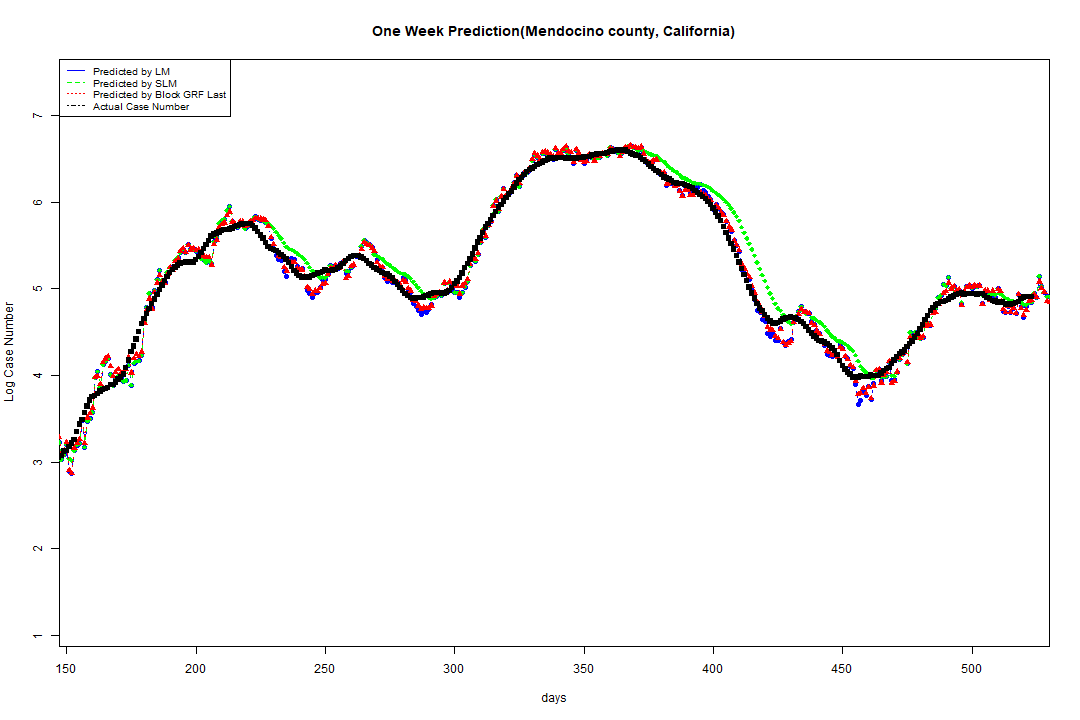 One Week Prediction(Mendocino county, California)
Predicted by LM
Predicted by SLM
Predicted by Block GRF Last
Actual Case Number
7
6
5
4
3
2
1
Log Case Number
150 200 250 300 350 400 450 500
days